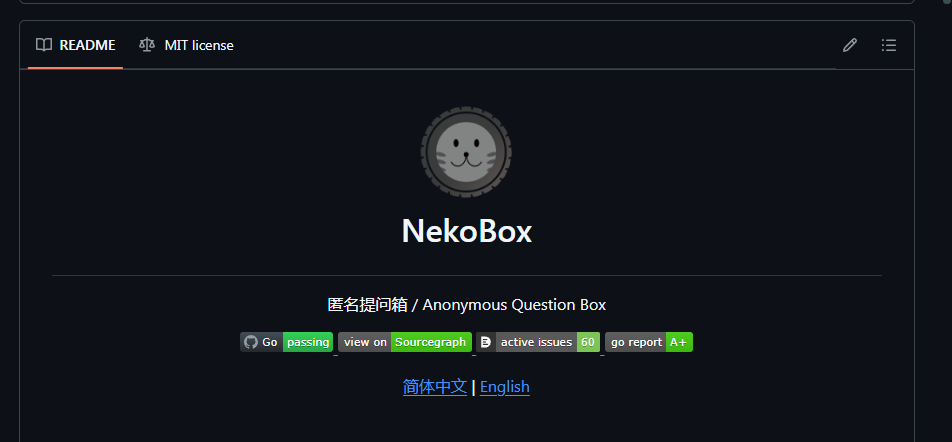 README MIT license
NekoBox
匿名提问箱 / Anonymous Question Box
Go passing view on Sourcegraph active issues 60 go report A+
简体中文 | English